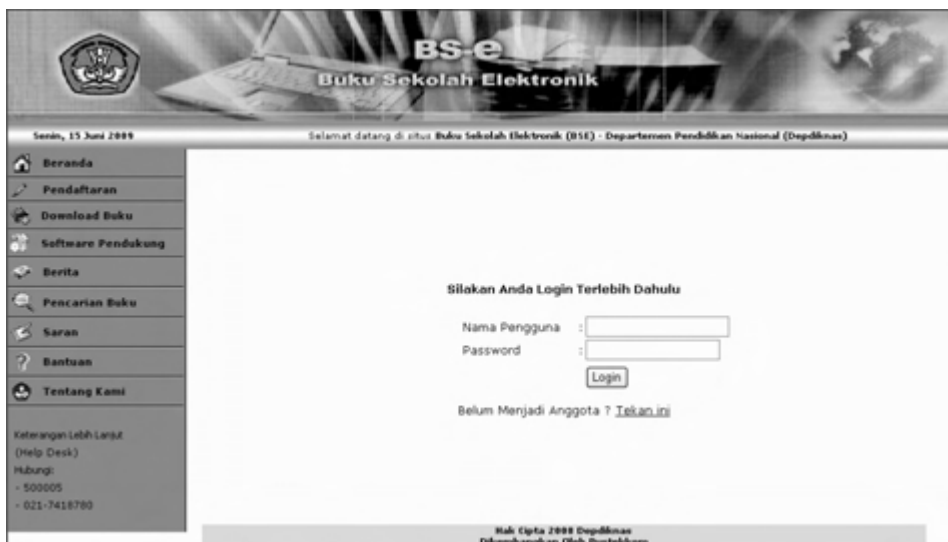 BS-e
Buku Sekolah Elektronik
Senin, 15 Juni 2009
Selamat datang di situs Buku Sekolah Elektronik (BSE) - Departemen Pendidikan Nasional (Depdiknas)
Beranda
Pendaftaran
Download Buku
Software Pendukung
Berita
Pencarian Buku
Saran
Bantuan
Tentang Kami
Keterangan Lebih Lanjut
(Help Desk)
Hubungi:
- 500005
- 021-7418780
Silakan Anda Login Terlebih Dahulu
Nama Pengguna :
Password :
Login
Belum Menjadi Anggota ? Tekan ini
Hak Cipta 2008 Depdiknas
Dikembangkan Oleh Pustekkom